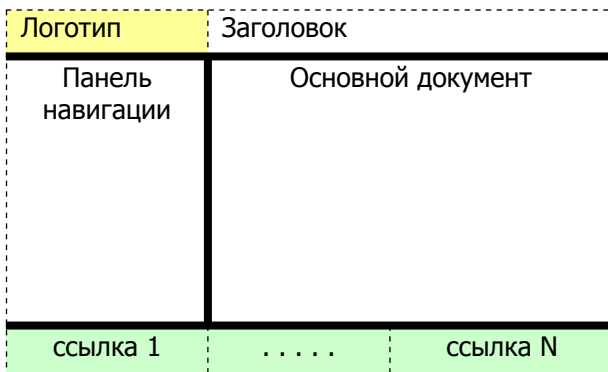 Логотип
Заголовок
Панель
навигации
Основной документ
ссылка 1
. . . . .
ссылка N